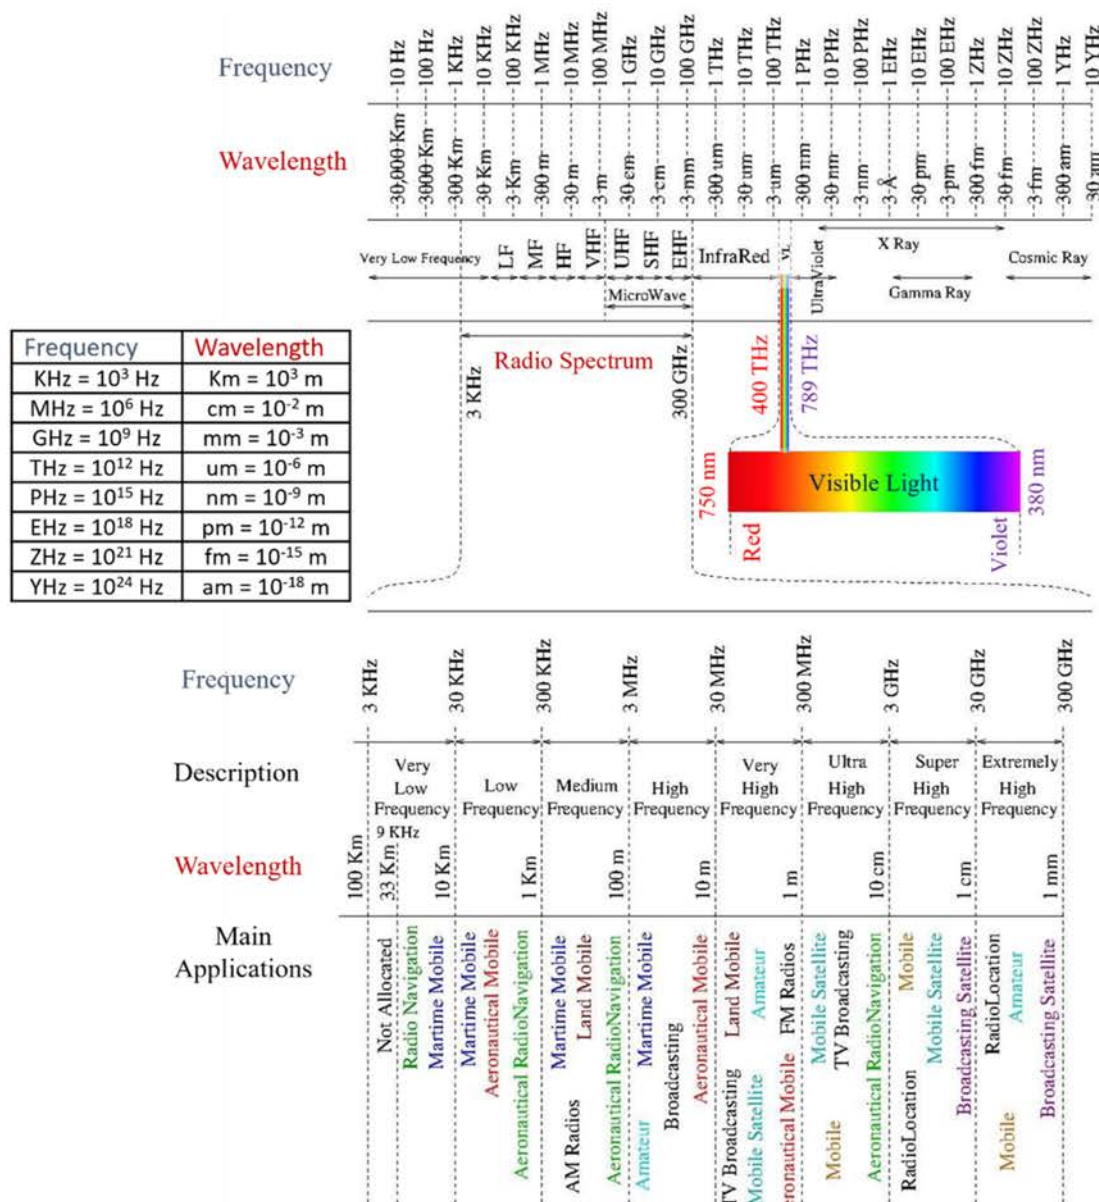 Frequency
10 Hz
100 Hz
1 KHz
10 KHz
100 KHz
1 MHz
10 MHz
100 MHz
1 GHz
10 GHz
100 GHz
1 THz
10 THz
100 THz
1 PHz
10 PHz
100 PHz
1 EHz
10 EHz
100 EHz
1 ZHz
10 ZHz
100 ZHz
1 YHz
10 YHz
Wavelength
30,000 Km
3000 Km
300 Km
30 Km
3 Km
300 m
30 m
3 m
30 cm
3 cm
3 mm
300 um
30 um
3 um
300 nm
30 nm
3 nm
3 Å
30 pm
3 pm
300 fm
30 fm
3 fm
300 am
30 am
Very Low Frequency
LF
MF
HF
VHF
UHF
SHF
EHF
MicroWave
InfraRed
VL
UltraViolet
X Ray
Gamma Ray
Cosmic Ray
Frequency Wavelength
KHz = 10³ Hz Km = 10³ m
MHz = 10⁶ Hz cm = 10⁻² m
GHz = 10⁹ Hz mm = 10⁻³ m
THz = 10¹² Hz um = 10⁻⁶ m
PHz = 10¹⁵ Hz nm = 10⁻⁹ m
EHz = 10¹⁸ Hz pm = 10⁻¹² m
ZHz = 10²¹ Hz fm = 10⁻¹⁵ m
YHz = 10²⁴ Hz am = 10⁻¹⁸ m
Radio Spectrum
3 KHz
300 GHz
400 THz
789 THz
750 nm
Visible Light
380 nm
Red
Violet
Frequency
3 KHz
30 KHz
300 KHz
3 MHz
30 MHz
300 MHz
3 GHz
30 GHz
300 GHz
Description
Very
Low
Frequency
Low
Frequency
Medium
Frequency
High
Frequency
Very
High
Frequency
Ultra
High
Frequency
Super
High
Frequency
Extremely
High
Frequency
9 KHz
Wavelength
100 Km
33 Km
10 Km
1 Km
100 m
10 m
1 m
10 cm
1 cm
1 mm
Main
Applications
Not Allocated
Radio Navigation
Martime Mobile
Martime Mobile
Aeronautical Mobile
Aeronautical RadioNavigation
Martime Mobile
AM Radios
Land Mobile
Aeronautical RadioNavigation
Martime Mobile
Amateur
Broadcasting
Aeronautical Mobile
Land Mobile
TV Broadcasting
Amateur
Mobile Satellite
FM Radios
eronautical Mobile
Mobile Satellite
TV Broadcasting
Mobile
Aeronautical RadioNavigation
Mobile
RadioLocation
Mobile Satellite
Broadcasting Satellite
RadioLocation
Amateur
Mobile
Broadcasting Satellite